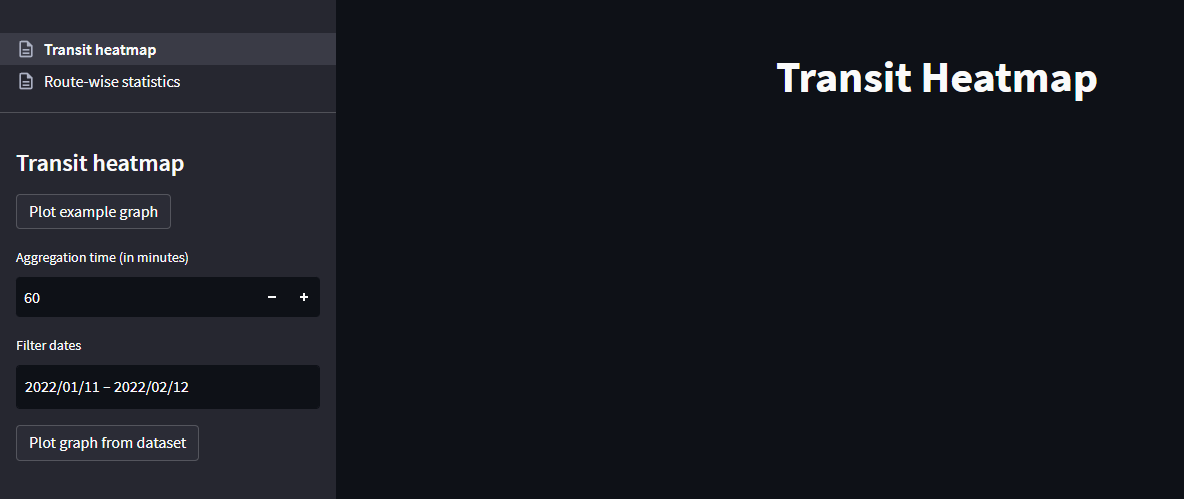 Transit heatmap
Route-wise statistics
Transit heatmap
Plot example graph
Aggregation time (in minutes)
60 − +
Filter dates
2022/01/11 – 2022/02/12
Plot graph from dataset
Transit Heatmap